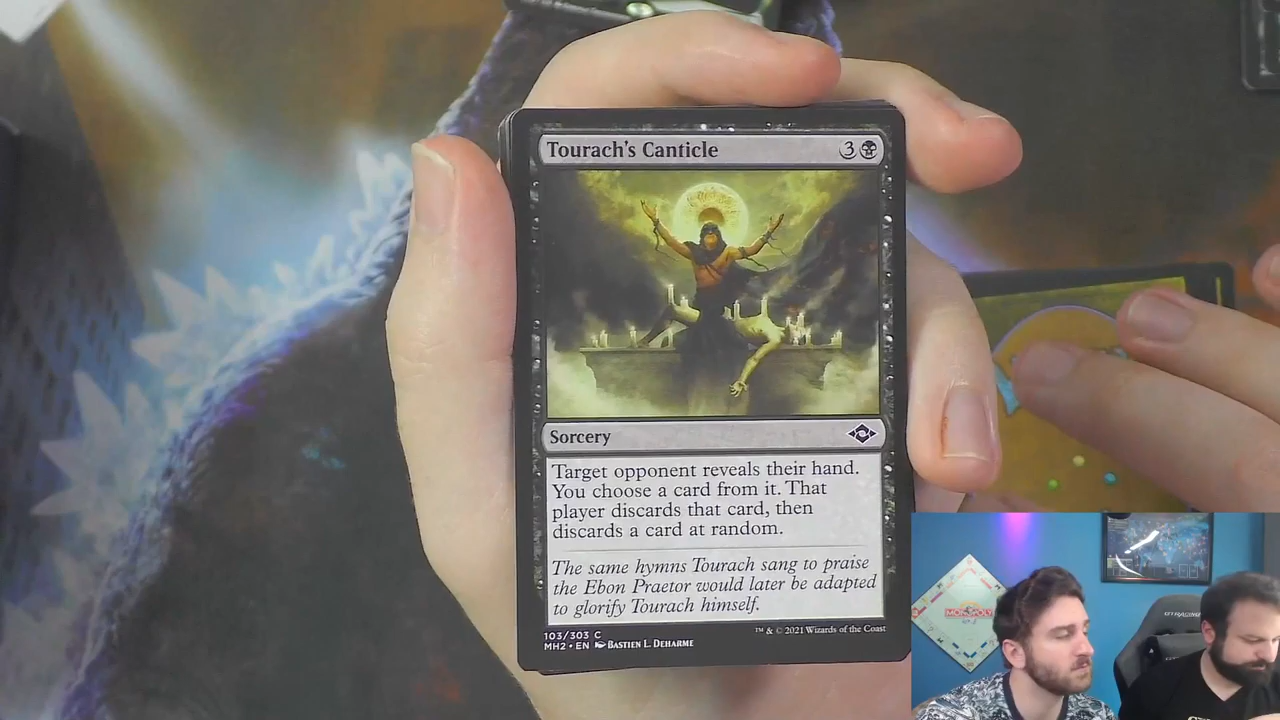 Tourach's Canticle 3
Sorcery
Target opponent reveals their hand.
You choose a card from it. That
player discards that card, then
discards a card at random.
The same hymns Tourach sang to praise
the Ebon Praetor would later be adapted
to glorify Tourach himself.
103/303 C
MH2 • EN Bastien L. Deharme
™ & © 2021 Wizards of the Coast
MONOPOLY
GTRACING